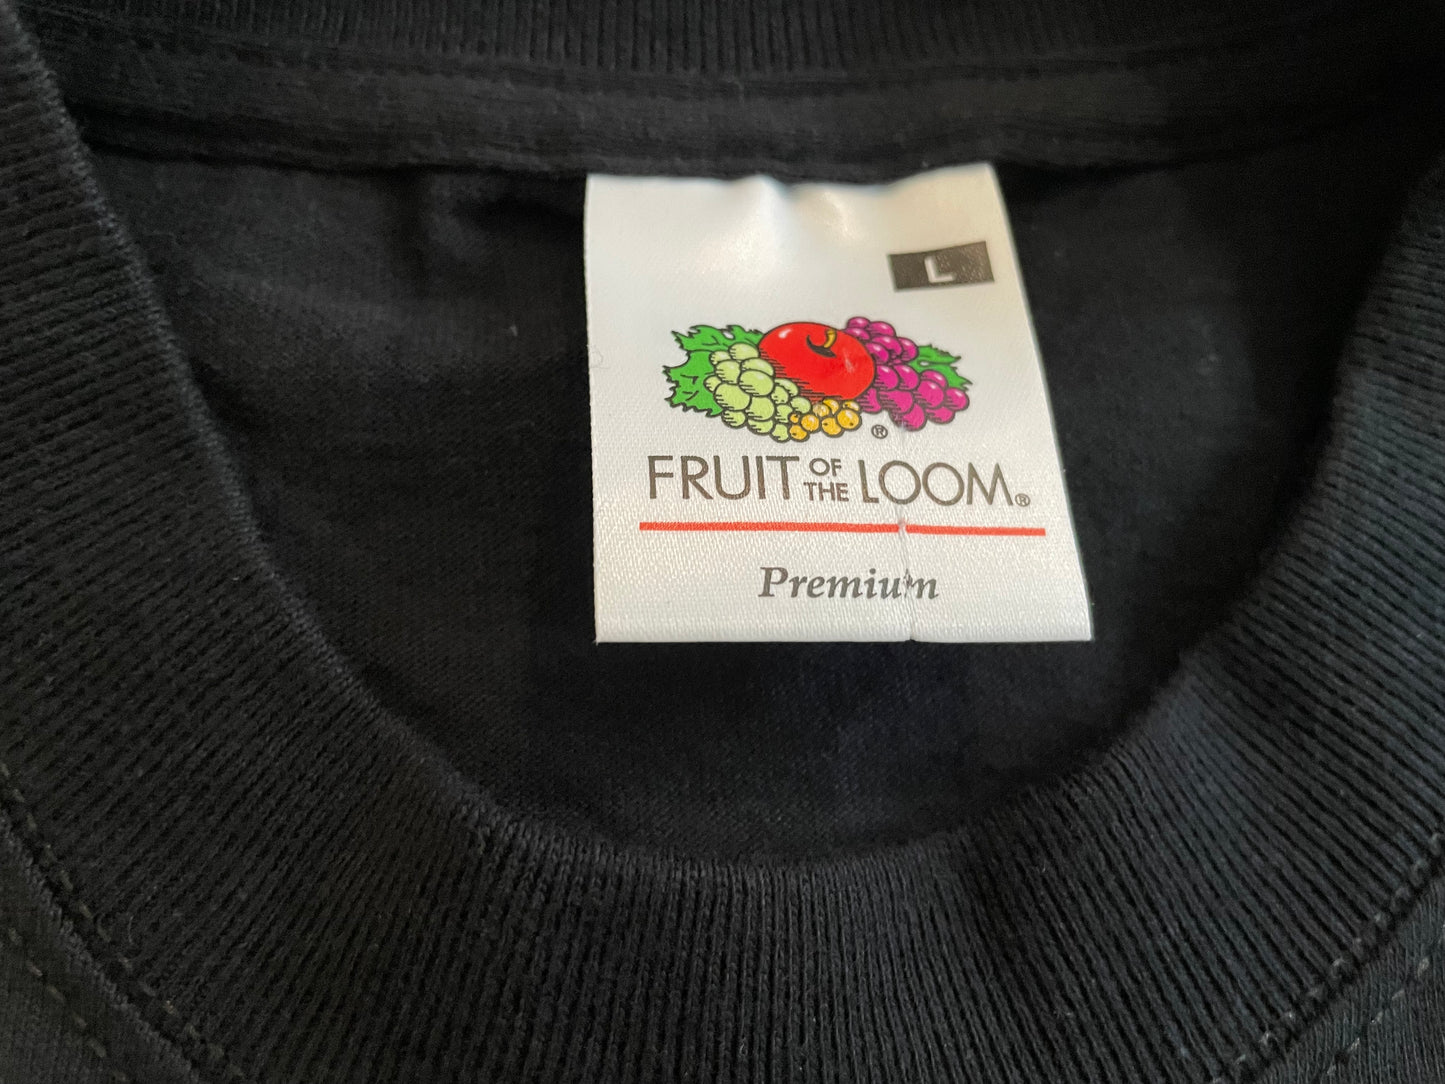 L
®
FRUIT OF THE LOOM®
Premium